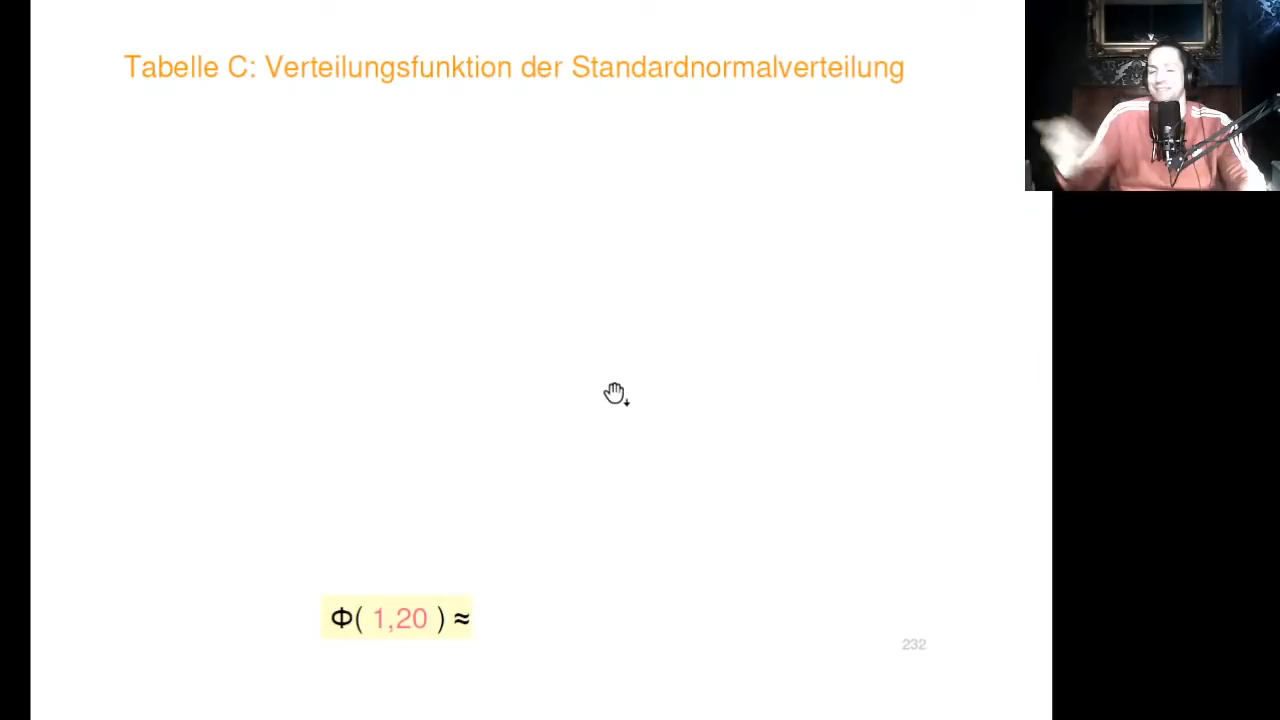 Tabelle C: Verteilungsfunktion der Standardnormalverteilung
Φ( 1,20 ) ≈
232